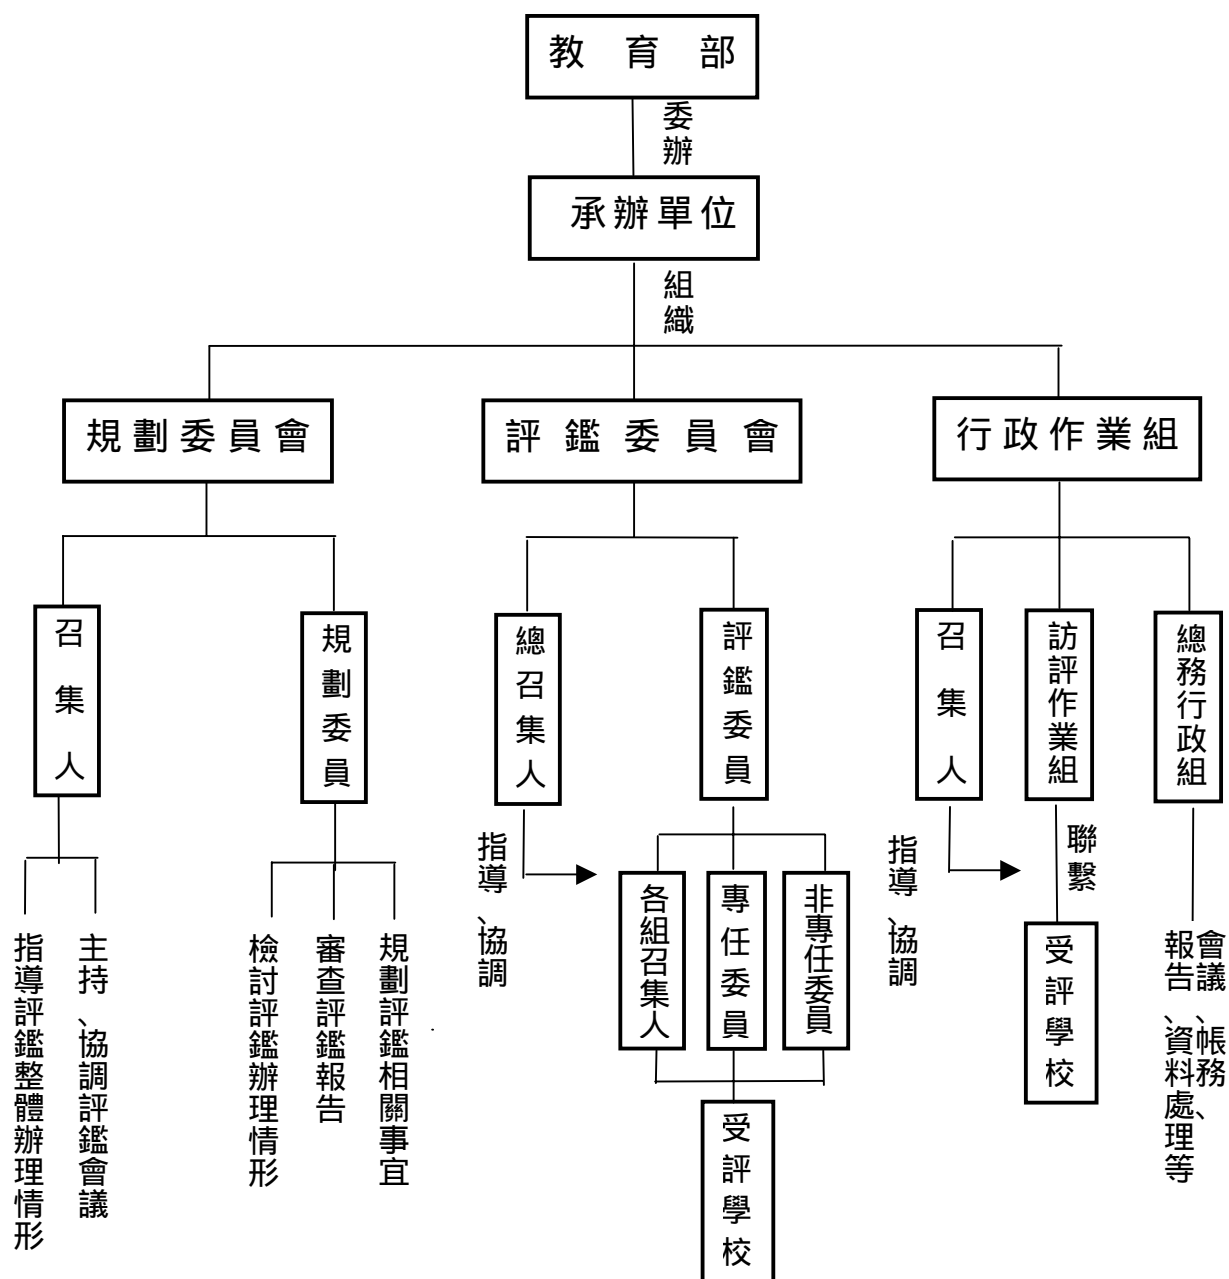 教育部
委辦
承辦單位
組織
規劃委員會
評鑑委員會
行政作業組
召集人
規劃委員
總召集人
評鑑委員
召集人
訪評作業組
總務行政組
指導、協調
各組召集人
專任委員
非專任委員
指導、協調
聯繫
指導評鑑整體辦理情形
主持、協調評鑑會議
檢討評鑑辦理情形
審查評鑑報告
規劃評鑑相關事宜
受評學校
受評學校
會議、帳務、
報告、資料處理等